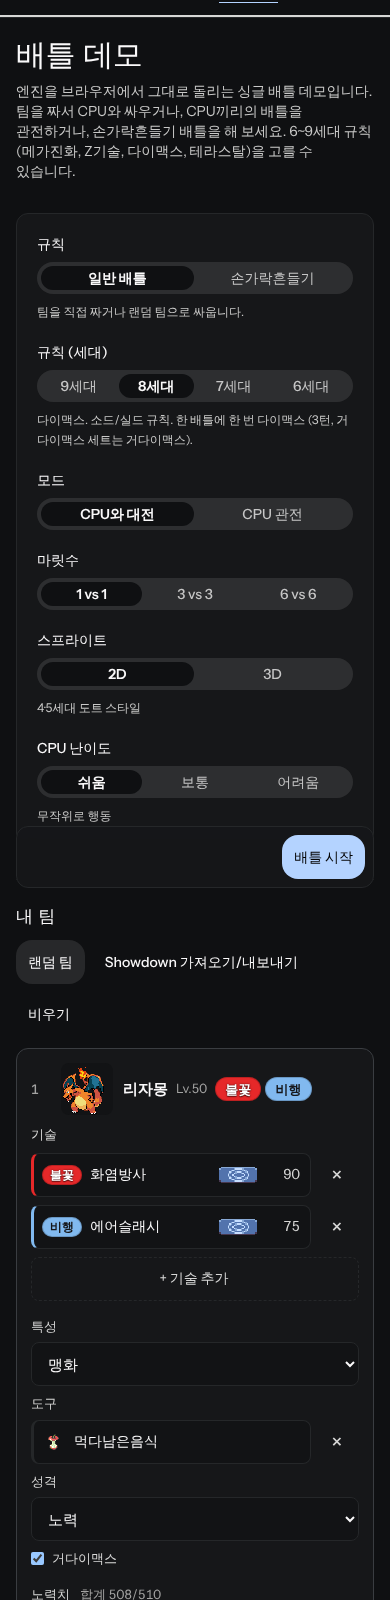 배틀 데모
엔진을 브라우저에서 그대로 돌리는 싱글 배틀 데모입니다.
팀을 짜서 CPU와 싸우거나, CPU끼리의 배틀을
관전하거나, 손가락흔들기 배틀을 해 보세요. 6~9세대 규칙
(메가진화, Z기술, 다이맥스, 테라스탈)을 고를 수
있습니다.
규칙
일반 배틀 손가락흔들기
팀을 직접 짜거나 랜덤 팀으로 싸웁니다.
규칙 (세대)
9세대 8세대 7세대 6세대
다이맥스. 소드/실드 규칙. 한 배틀에 한 번 다이맥스 (3턴, 거
다이맥스 세트는 거다이맥스).
모드
CPU와 대전 CPU 관전
마릿수
1 vs 1 3 vs 3 6 vs 6
스프라이트
2D 3D
4·5세대 도트 스타일
CPU 난이도
쉬움 보통 어려움
무작위로 행동
배틀 시작
내 팀
랜덤 팀 Showdown 가져오기/내보내기
비우기
1 리자몽 Lv.50 불꽃 비행
기술
불꽃 화염방사 90 ×
비행 에어슬래시 75 ×
+ 기술 추가
특성
맹화
도구
먹다남은음식 ×
성격
노력
거다이맥스
노력치 합계 508/510